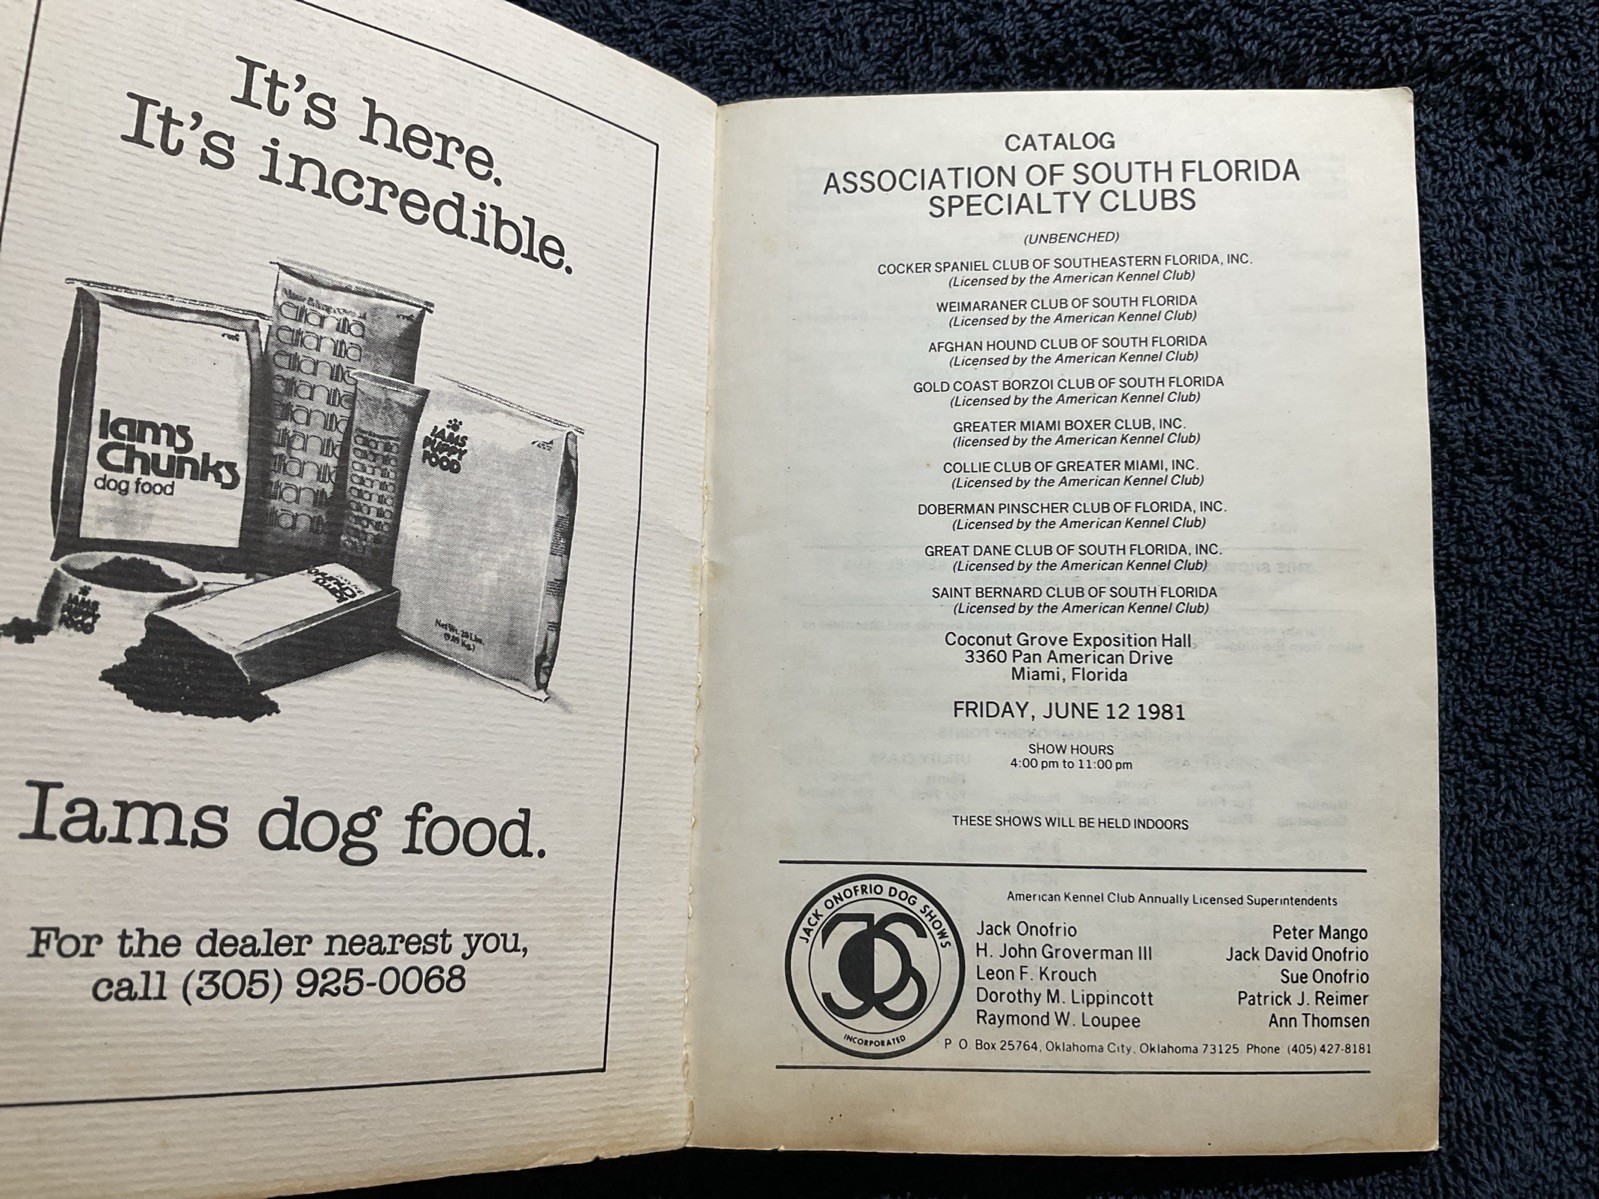 It's here.
It's incredible.
Iams
Chunks
dog food
IAMS
PUPPY
FOOD
Net Wt. 20 Lbs.
IAMS
PUPPY
FOOD
Iams dog food.
For the dealer nearest you,
call (305) 925-0068
CATALOG
ASSOCIATION OF SOUTH FLORIDA
SPECIALTY CLUBS
(UNBENCHED)
COCKER SPANIEL CLUB OF SOUTHEASTERN FLORIDA, INC.
(Licensed by the American Kennel Club)
WEIMARANER CLUB OF SOUTH FLORIDA
(Licensed by the American Kennel Club)
AFGHAN HOUND CLUB OF SOUTH FLORIDA
(Licensed by the American Kennel Club)
GOLD COAST BORZOI CLUB OF SOUTH FLORIDA
(Licensed by the American Kennel Club)
GREATER MIAMI BOXER CLUB, INC.
(licensed by the American Kennel Club)
COLLIE CLUB OF GREATER MIAMI, INC.
(Licensed by the American Kennel Club)
DOBERMAN PINSCHER CLUB OF FLORIDA, INC.
(Licensed by the American Kennel Club)
GREAT DANE CLUB OF SOUTH FLORIDA, INC.
(Licensed by the American Kennel Club)
SAINT BERNARD CLUB OF SOUTH FLORIDA
(Licensed by the American Kennel Club)
Coconut Grove Exposition Hall
3360 Pan American Drive
Miami, Florida
FRIDAY, JUNE 12 1981
SHOW HOURS
4:00 pm to 11:00 pm
THESE SHOWS WILL BE HELD INDOORS
JACK ONOFRIO DOG SHOWS
INCORPORATED
American Kennel Club Annually Licensed Superintendents
Jack Onofrio Peter Mango
H. John Groverman III Jack David Onofrio
Leon F. Krouch Sue Onofrio
Dorothy M. Lippincott Patrick J. Reimer
Raymond W. Loupee Ann Thomsen
P O. Box 25764, Oklahoma City, Oklahoma 73125 Phone (405) 427-8181